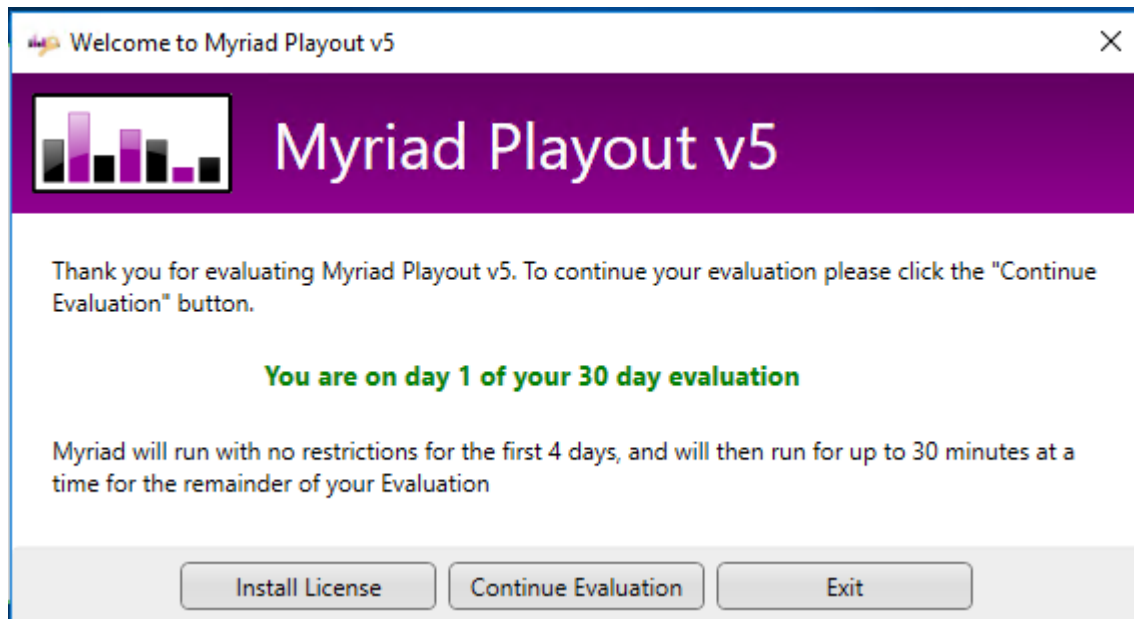 Welcome to Myriad Playout v5
Myriad Playout v5
Thank you for evaluating Myriad Playout v5. To continue your evaluation please click the "Continue
Evaluation" button.
You are on day 1 of your 30 day evaluation
Myriad will run with no restrictions for the first 4 days, and will then run for up to 30 minutes at a
time for the remainder of your Evaluation
Install License Continue Evaluation Exit